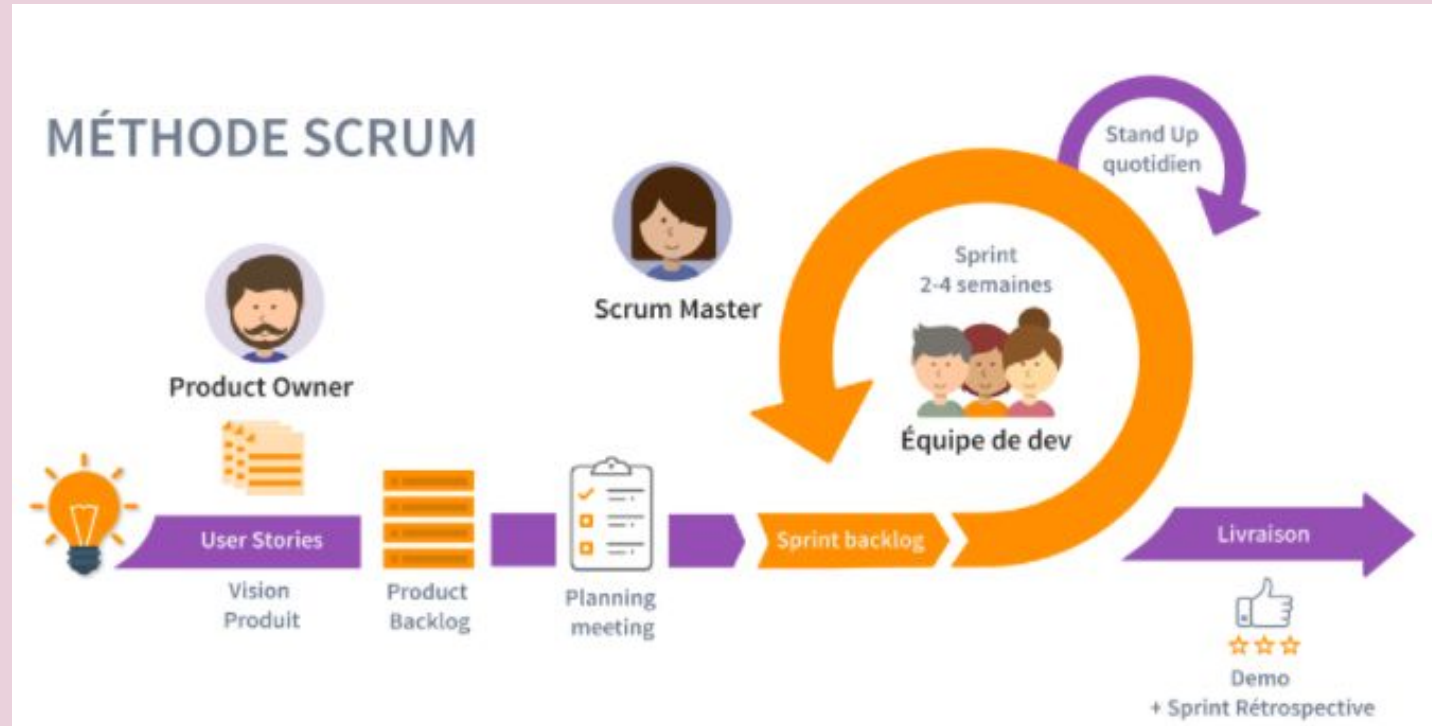 MÉTHODE SCRUM
Stand Up
quotidien
Sprint
2-4 semaines
Scrum Master
Product Owner
Équipe de dev
User Stories
Sprint backlog
Livraison
Vision
Produit
Product
Backlog
Planning
meeting
Demo
+ Sprint Rétrospective